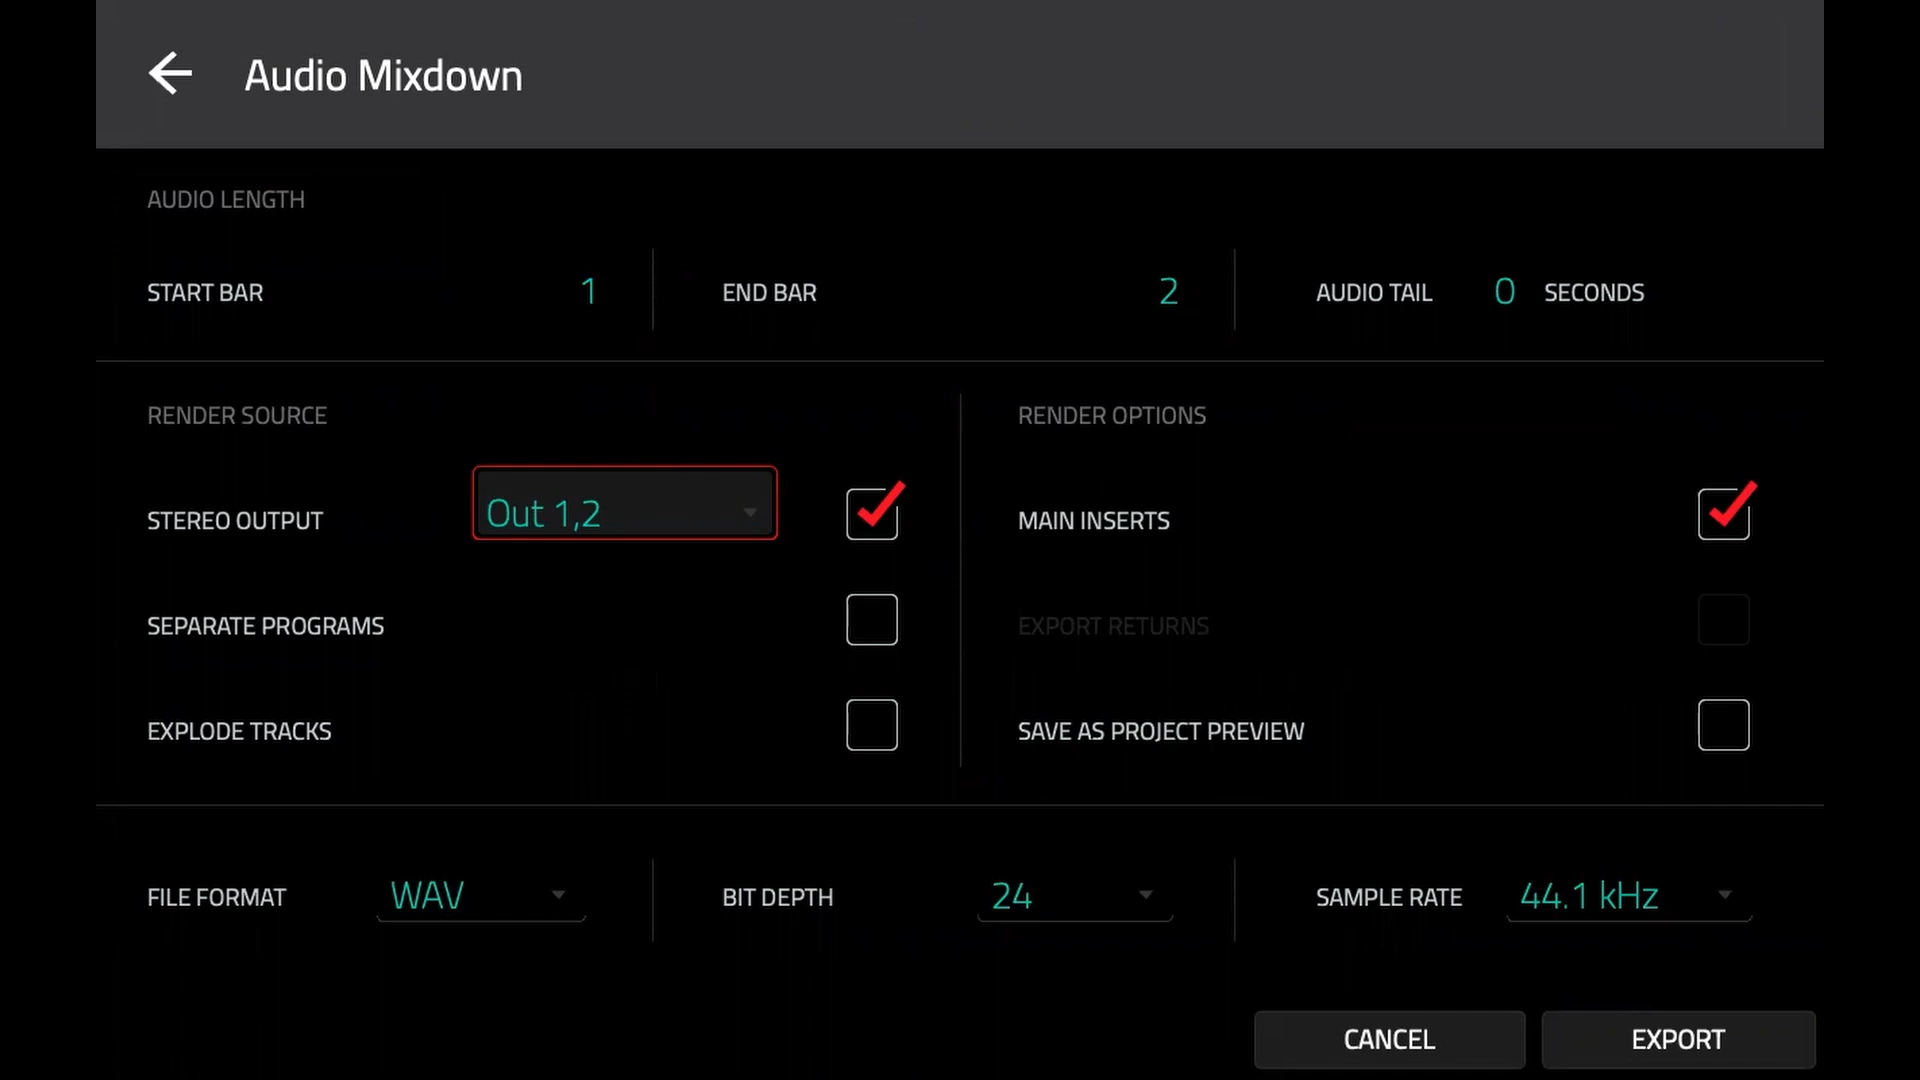 Audio Mixdown
AUDIO LENGTH
START BAR 1 END BAR 2 AUDIO TAIL 0 SECONDS
RENDER SOURCE RENDER OPTIONS
STEREO OUTPUT Out 1,2 MAIN INSERTS
SEPARATE PROGRAMS EXPORT RETURNS
EXPLODE TRACKS SAVE AS PROJECT PREVIEW
FILE FORMAT WAV BIT DEPTH 24 SAMPLE RATE 44.1 kHz
CANCEL EXPORT